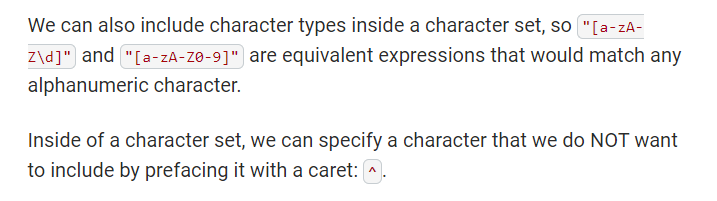 We can also include character types inside a character set, so "[a-zA-
Z\d]" and "[a-zA-Z0-9]" are equivalent expressions that would match any
alphanumeric character.
Inside of a character set, we can specify a character that we do NOT want
to include by prefacing it with a caret: ^.